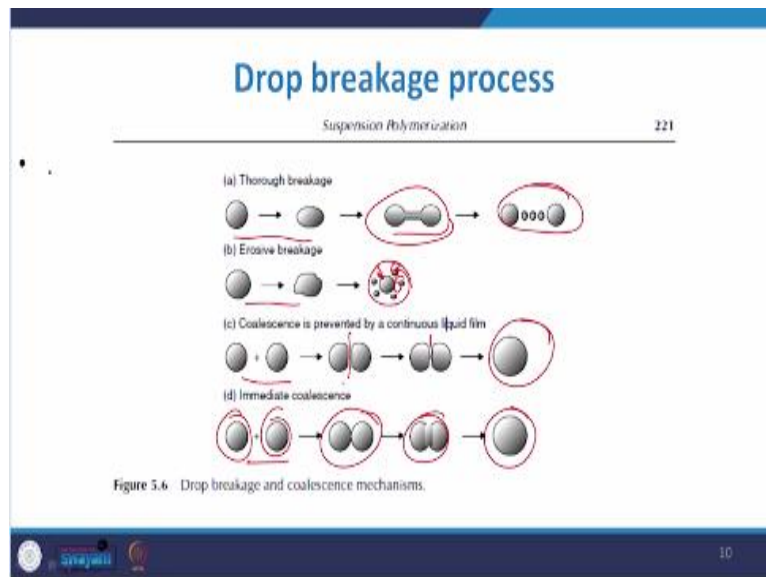 Drop breakage process
Suspension Polymerization 221
(a) Thorough breakage
(b) Erosive breakage
(c) Coalescence is prevented by a continuous liquid film
(d) Immediate coalescence
Figure 5.6 Drop breakage and coalescence mechanisms.
swayam 10